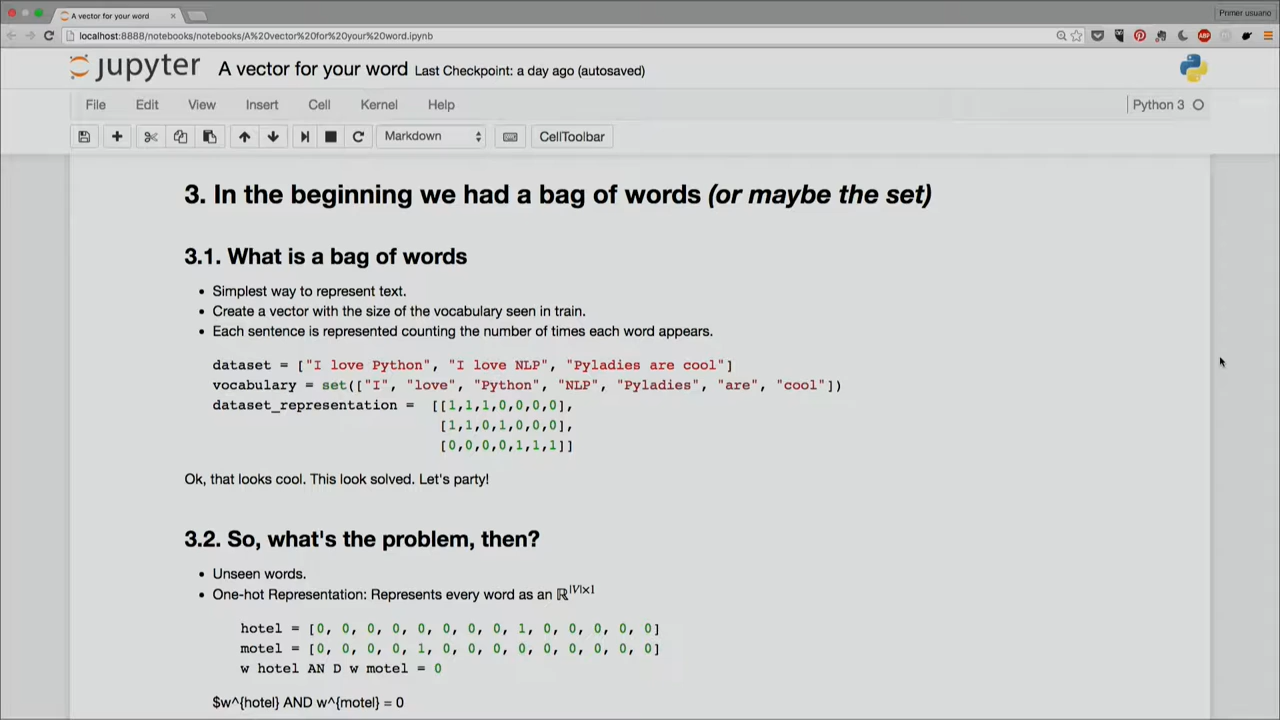 A vector for your word
Primer usuario
localhost:8888/notebooks/notebooks/A%20vector%20for%20your%20word.ipynb
ABP
jupyter A vector for your word Last Checkpoint: a day ago (autosaved)
File Edit View Insert Cell Kernel Help Python 3
Markdown CellToolbar
3. In the beginning we had a bag of words (or maybe the set)
3.1. What is a bag of words
• Simplest way to represent text.
• Create a vector with the size of the vocabulary seen in train.
• Each sentence is represented counting the number of times each word appears.
dataset = ["I love Python", "I love NLP", "Pyladies are cool"]
vocabulary = set(["I", "love", "Python", "NLP", "Pyladies", "are", "cool"])
dataset_representation = [[1,1,1,0,0,0,0],
[1,1,0,1,0,0,0],
[0,0,0,0,1,1,1]]
Ok, that looks cool. This look solved. Let's party!
3.2. So, what's the problem, then?
• Unseen words.
• One-hot Representation: Represents every word as an ℝ^|V|×1
hotel = [0, 0, 0, 0, 0, 0, 0, 0, 1, 0, 0, 0, 0, 0]
motel = [0, 0, 0, 0, 1, 0, 0, 0, 0, 0, 0, 0, 0, 0]
w hotel AN D w motel = 0
$w^{hotel} AND w^{motel} = 0